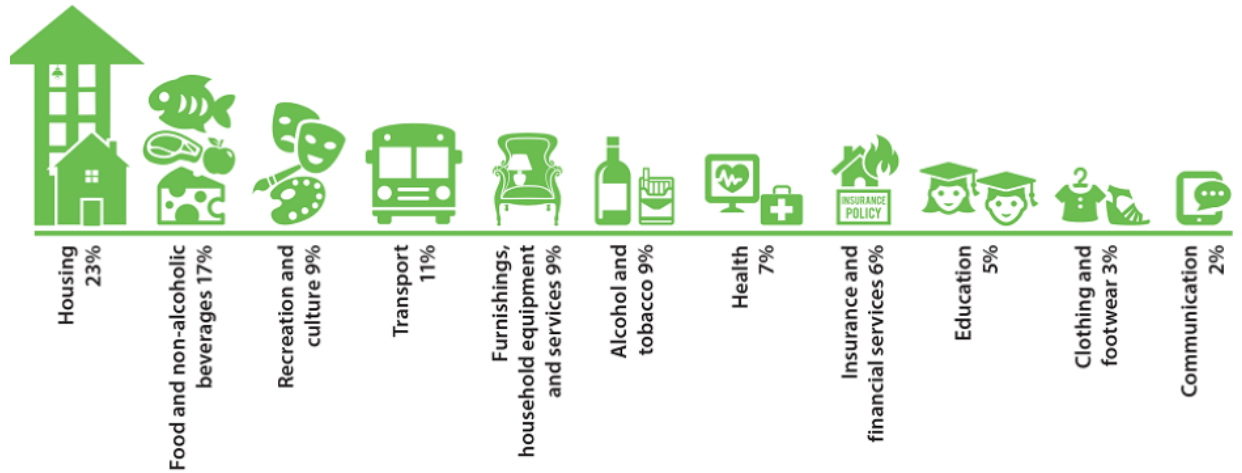 INSURANCE
POLICY
Housing
23%
Food and non-alcoholic
beverages 17%
Recreation and
culture 9%
Transport
11%
Furnishings,
household equipment
and services 9%
Alcohol and
tobacco 9%
Health
7%
Insurance and
financial services 6%
Education
5%
Clothing and
footwear 3%
Communication
2%